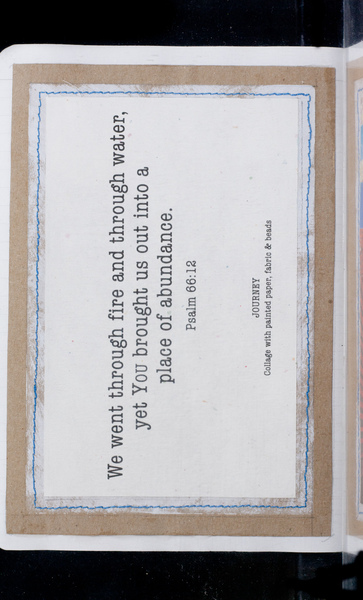 We went through fire and through water,
yet You brought us out into a
place of abundance.
Psalm 66:12
JOURNEY
Collage with painted paper, fabric & beads